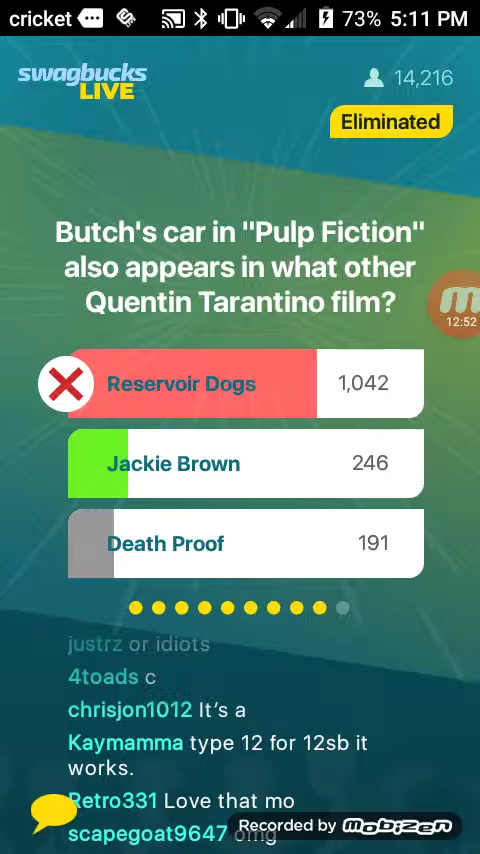 cricket 73% 5:11 PM
swagbucks
LIVE
14,216
Eliminated
Butch's car in "Pulp Fiction"
also appears in what other
Quentin Tarantino film?
12:52
Reservoir Dogs 1,042
Jackie Brown 246
Death Proof 191
justrz or idiots
4toads c
chrisjon1012 It's a
Kaymamma type 12 for 12sb it
works.
Retro331 Love that mo
Recorded by mobizen
scapegoat9647 omg